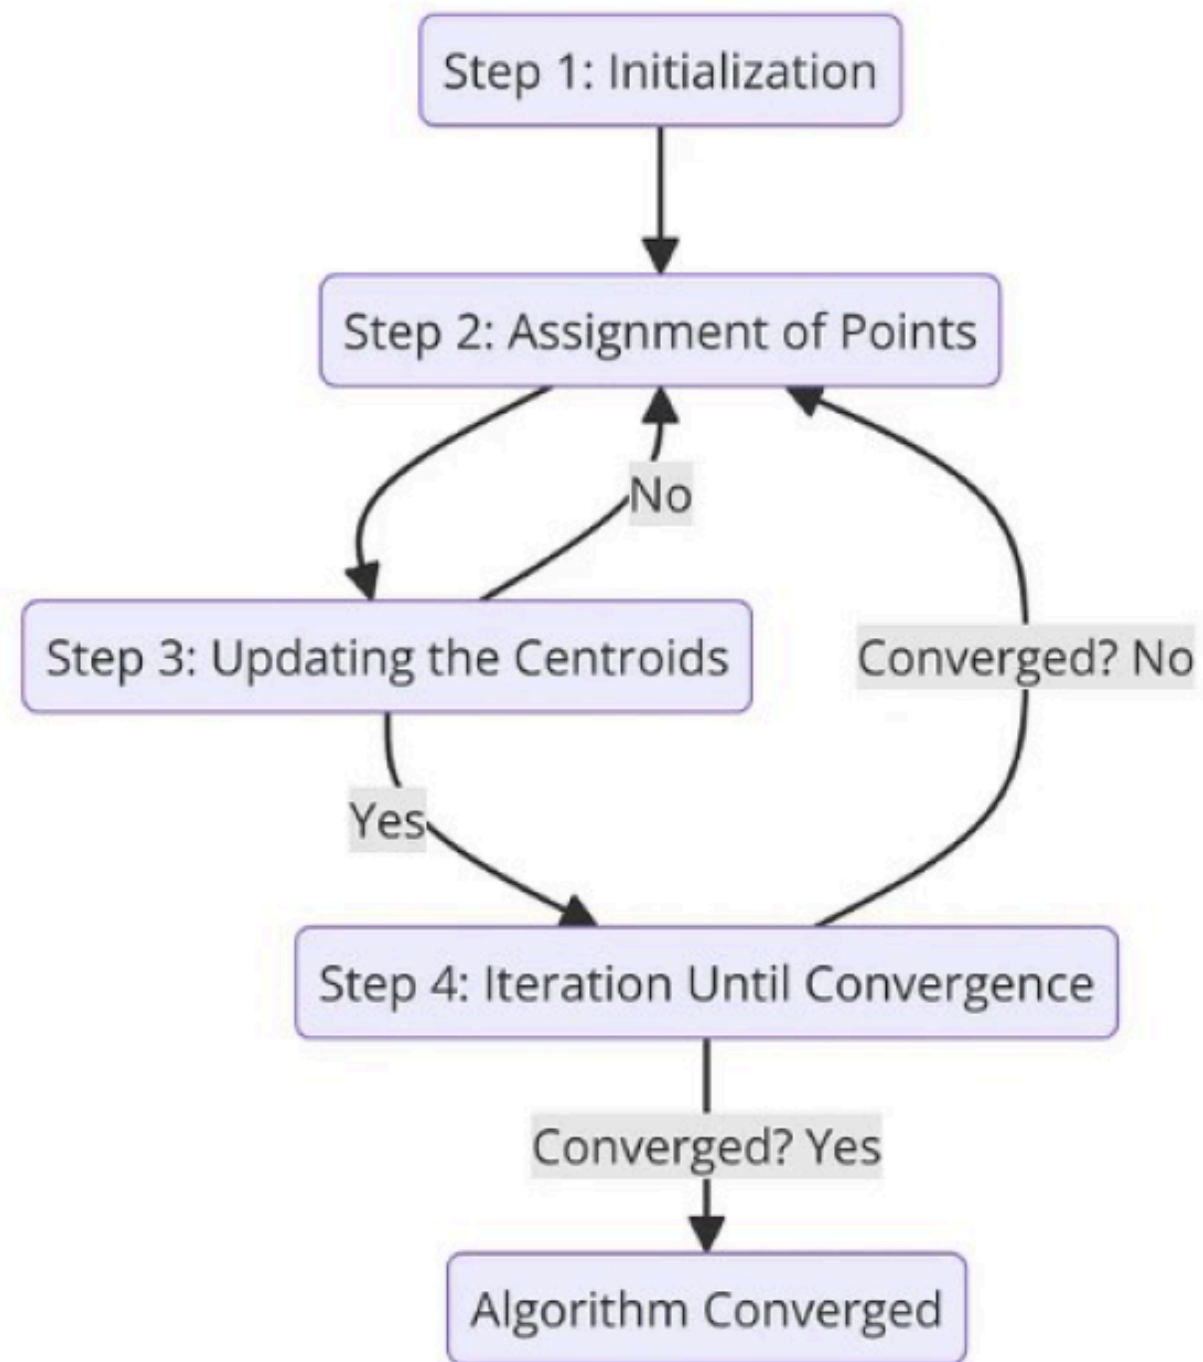 Step 1: Initialization
Step 2: Assignment of Points
No
Step 3: Updating the Centroids
Converged? No
Yes
Step 4: Iteration Until Convergence
Converged? Yes
Algorithm Converged